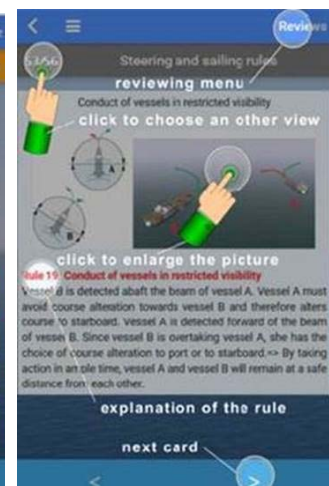 Reviews
53/56 Steering and sailing rules
reviewing menu
Conduct of vessels in restricted visibility
click to choose an other view
A
B
click to enlarge the picture
Rule 19 Conduct of vessels in restricted visibility
Vessel B is detected abaft the beam of vessel A. Vessel A must
avoid course alteration towards vessel B and therefore alters
course to starboard. Vessel A is detected forward of the beam
of vessel B. Since vessel B is overtaking vessel A, she has the
choice of course alteration to port or to starboard.=> By taking
action in ample time, vessel A and vessel B will remain at a safe
distance from each other.
explanation of the rule
next card
< >